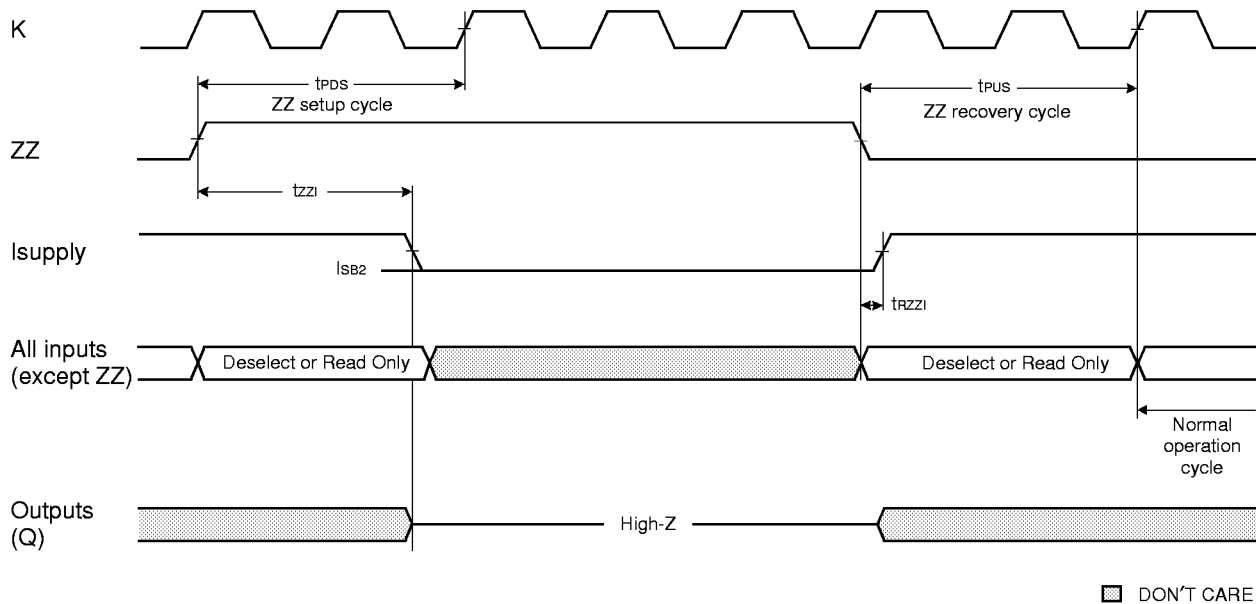 K
tPDS
ZZ setup cycle
tPUS
ZZ recovery cycle
ZZ
tZZI
Isupply
ISB2
tRZZI
All inputs
(except ZZ)
Deselect or Read Only
Deselect or Read Only
Normal
operation
cycle
Outputs
(Q)
High-Z
DON'T CARE